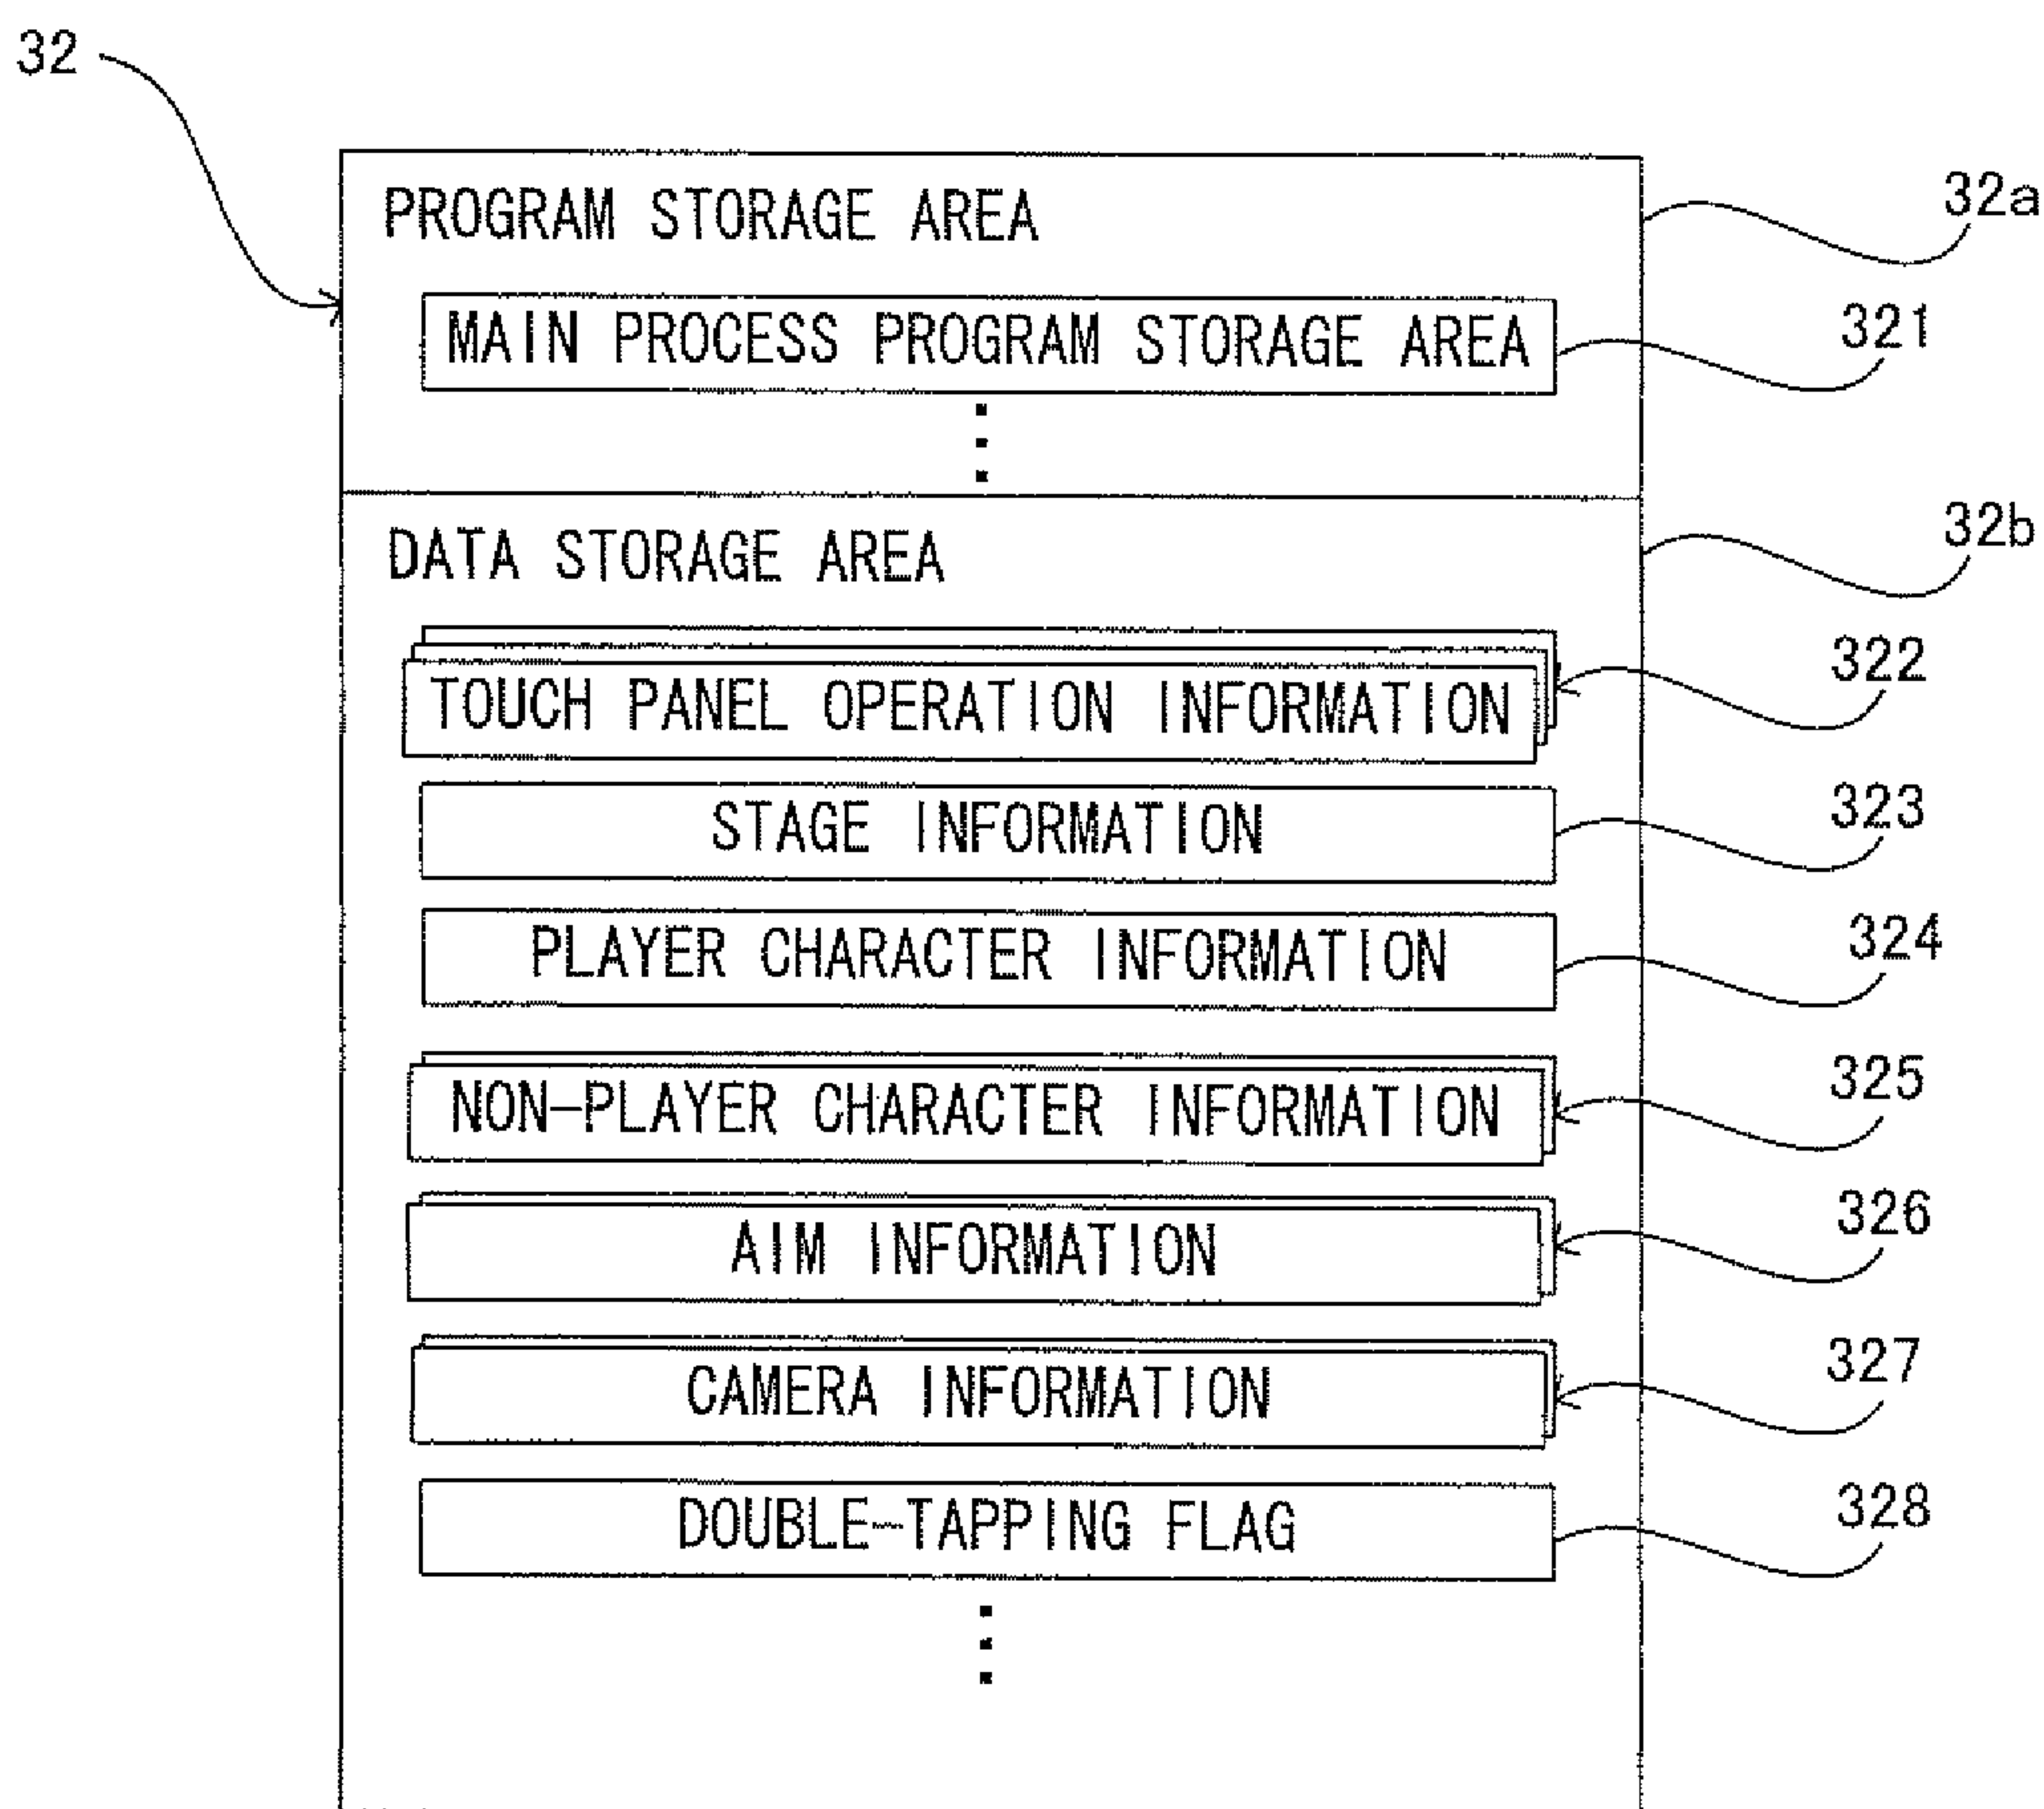 32
PROGRAM STORAGE AREA
32a
MAIN PROCESS PROGRAM STORAGE AREA
321
DATA STORAGE AREA
32b
TOUCH PANEL OPERATION INFORMATION
322
STAGE INFORMATION
323
PLAYER CHARACTER INFORMATION
324
NON-PLAYER CHARACTER INFORMATION
325
AIM INFORMATION
326
CAMERA INFORMATION
327
DOUBLE-TAPPING FLAG
328